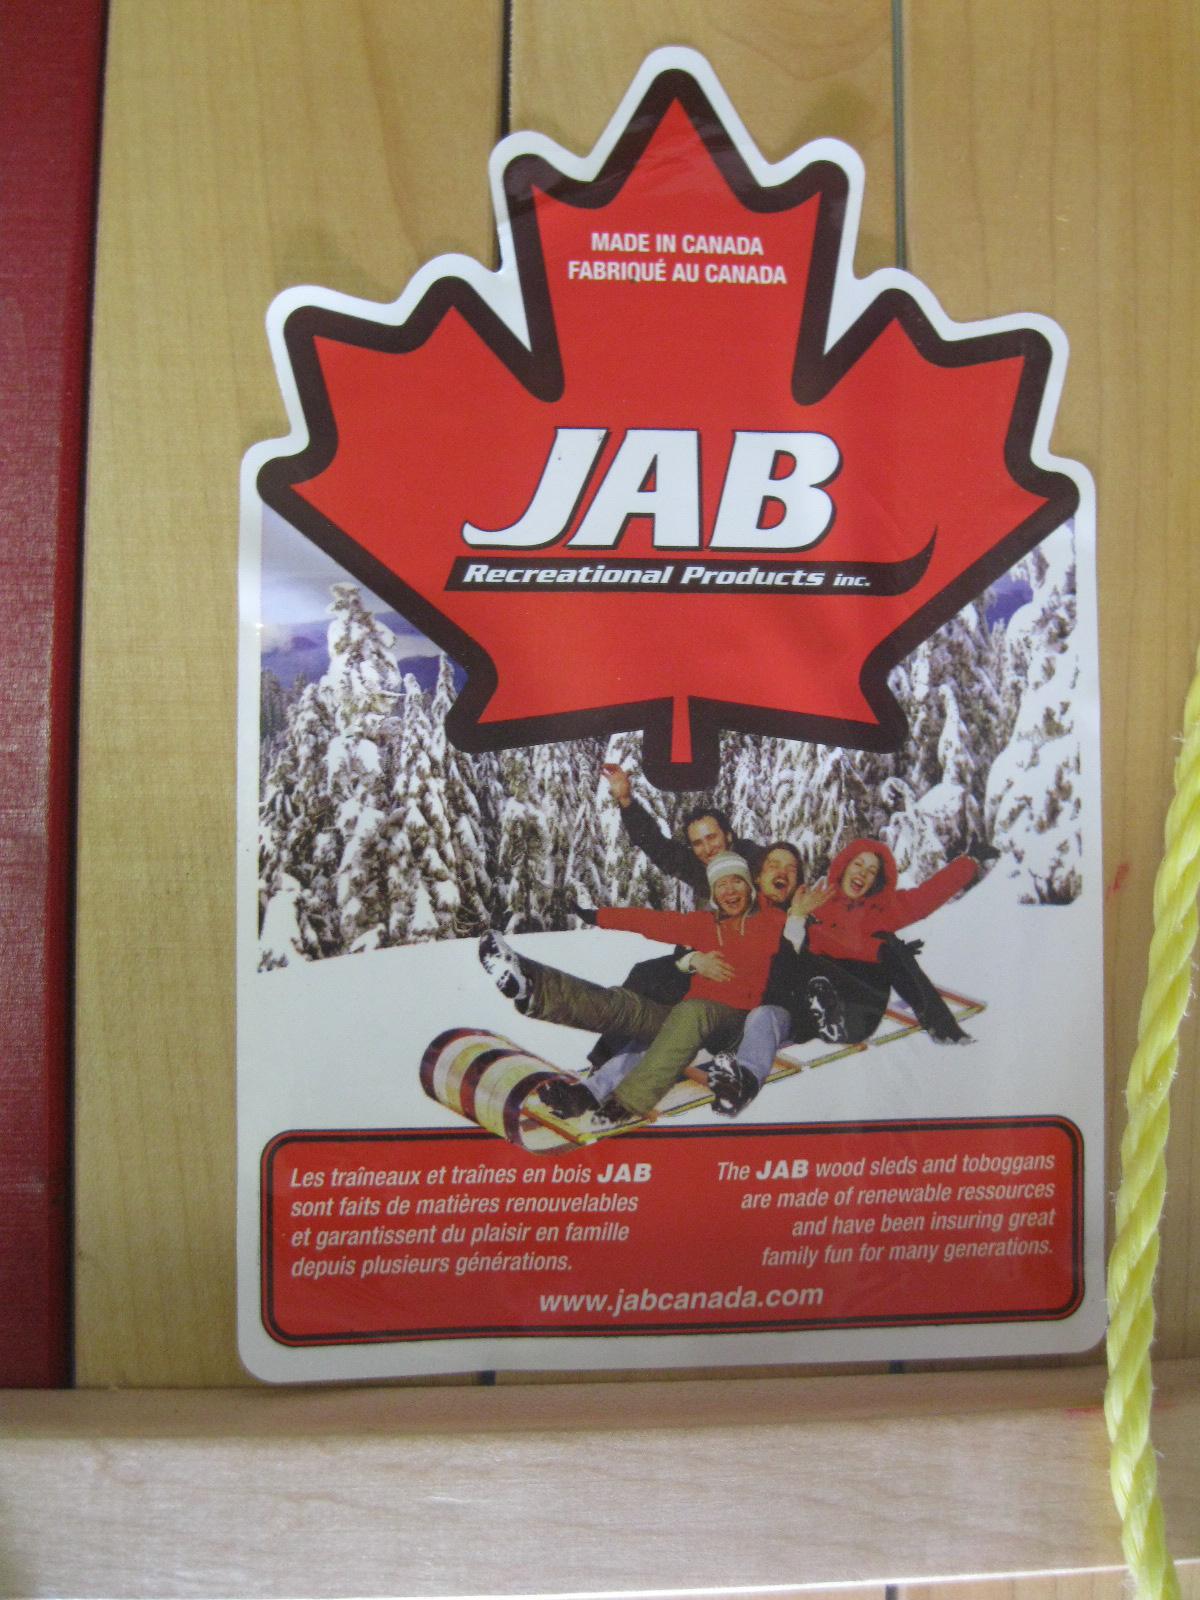 MADE IN CANADA
FABRIQUÉ AU CANADA
JAB
Recreational Products inc.
Les traîneaux et traînes en bois JAB
sont faits de matières renouvelables
et garantissent du plaisir en famille
depuis plusieurs générations.
The JAB wood sleds and toboggans
are made of renewable ressources
and have been insuring great
family fun for many generations.
www.jabcanada.com